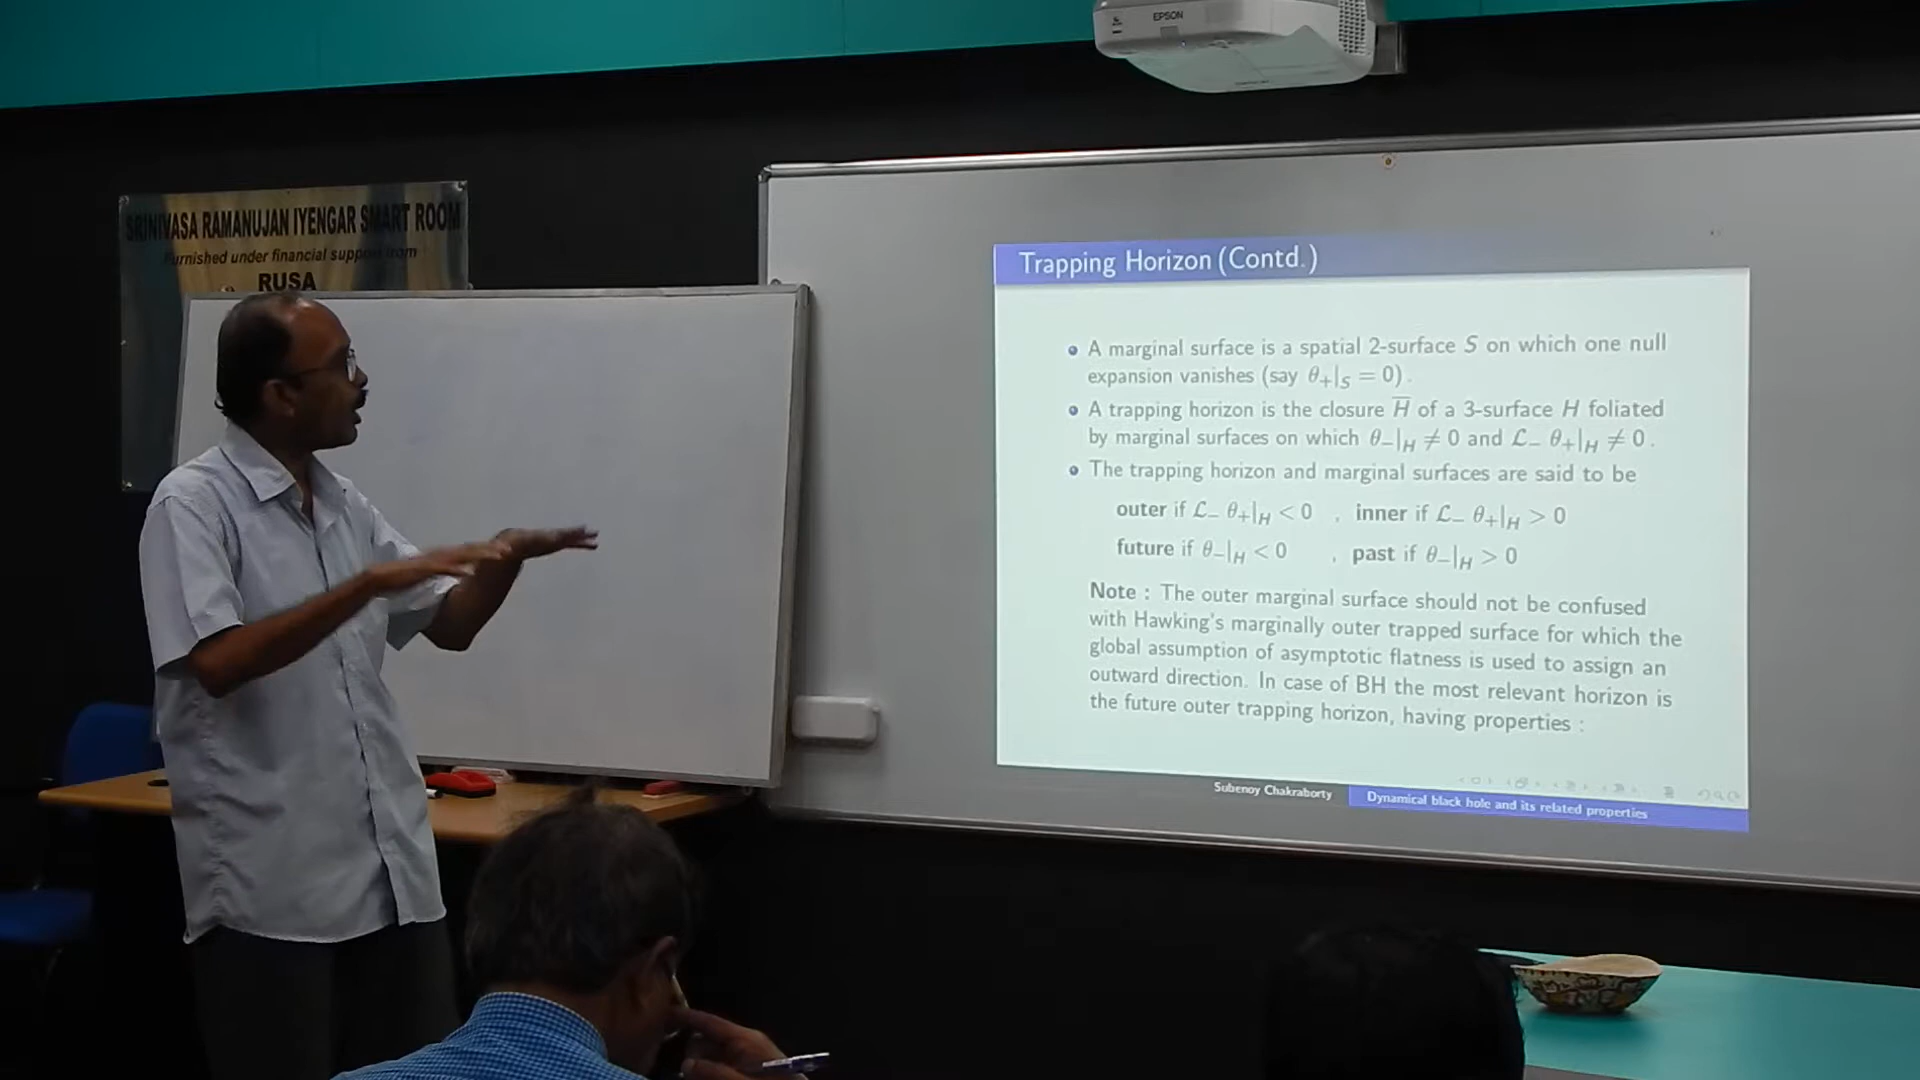 EPSON
SRINIVASA RAMANUJAN IYENGAR SMART ROOM
Furnished under financial support from
RUSA
Trapping Horizon (Contd.)
A marginal surface is a spatial 2-surface S on which one null
expansion vanishes (say θ₊|S = 0).
A trapping horizon is the closure H̅ of a 3-surface H foliated
by marginal surfaces on which θ₋|H ≠ 0 and ℒ₋ θ₊|H ≠ 0.
The trapping horizon and marginal surfaces are said to be
outer if ℒ₋ θ₊|H < 0 , inner if ℒ₋ θ₊|H > 0
future if θ₋|H < 0 , past if θ₋|H > 0
Note : The outer marginal surface should not be confused
with Hawking's marginally outer trapped surface for which the
global assumption of asymptotic flatness is used to assign an
outward direction. In case of BH the most relevant horizon is
the future outer trapping horizon, having properties :
Subenoy Chakraborty Dynamical black hole and its related properties